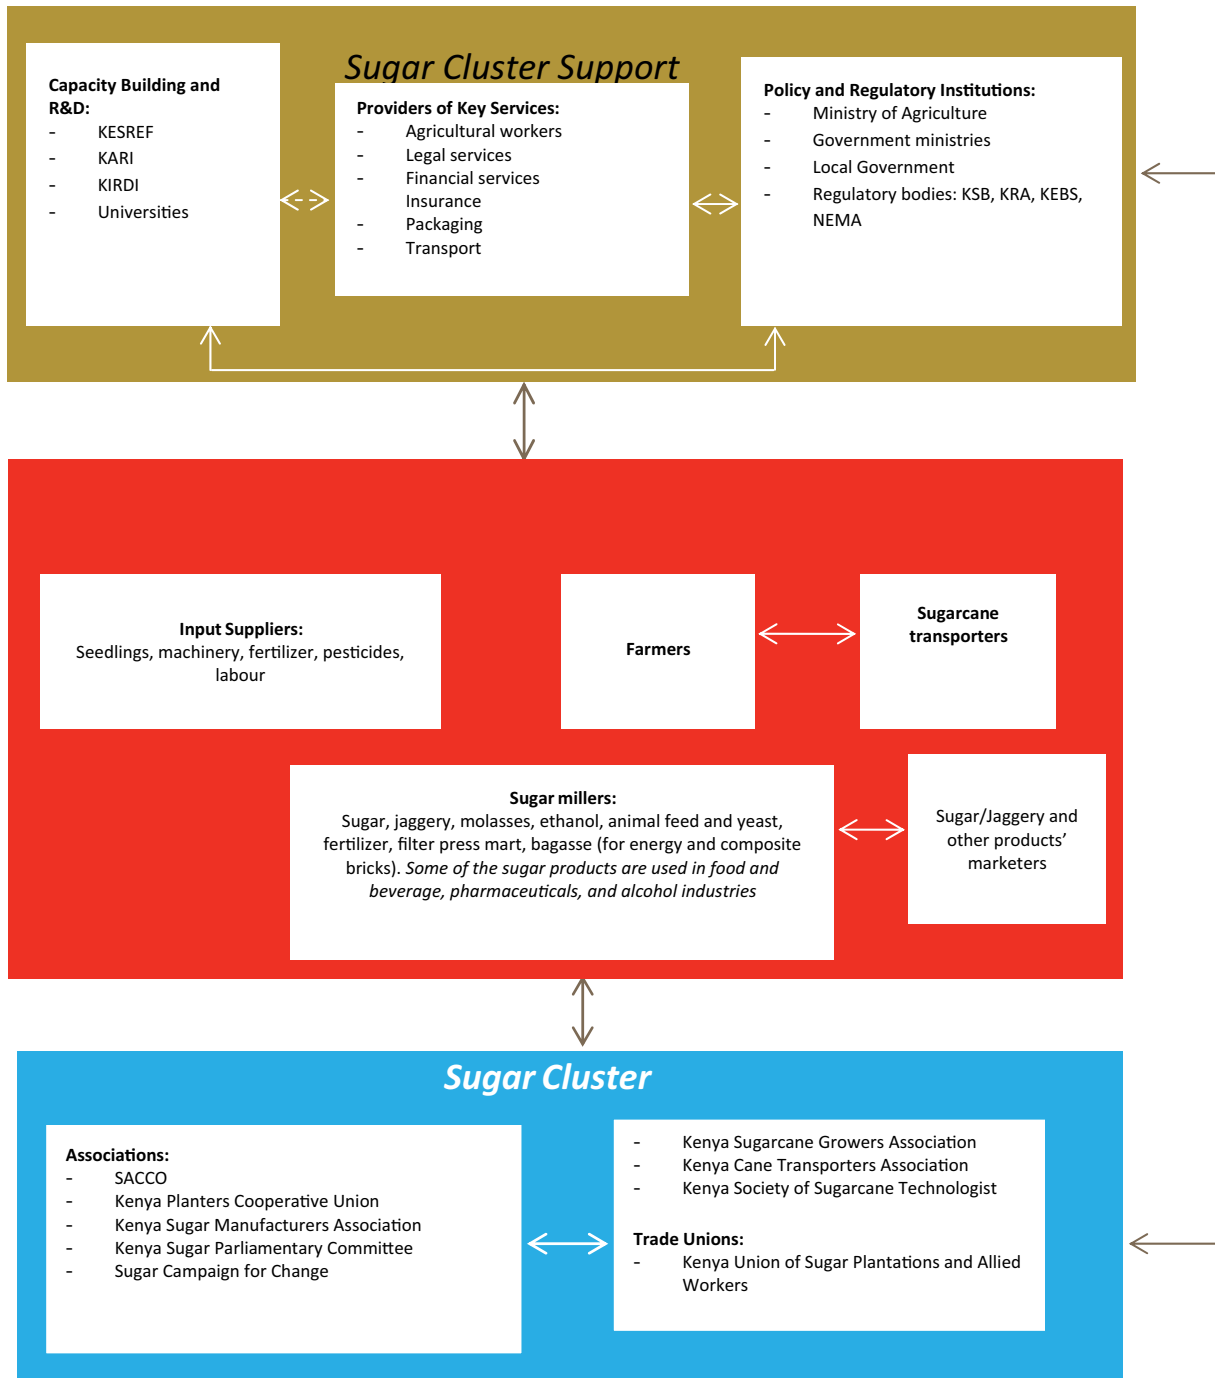 Sugar Cluster Support
Capacity Building and
R&D:
- KESREF
- KARI
- KIRDI
- Universities
Providers of Key Services:
- Agricultural workers
- Legal services
- Financial services
Insurance
- Packaging
- Transport
Policy and Regulatory Institutions:
- Ministry of Agriculture
- Government ministries
- Local Government
- Regulatory bodies: KSB, KRA, KEBS,
NEMA
Input Suppliers:
Seedlings, machinery, fertilizer, pesticides,
labour
Farmers
Sugarcane
transporters
Sugar millers:
Sugar, jaggery, molasses, ethanol, animal feed and yeast,
fertilizer, filter press mart, bagasse (for energy and composite
bricks). Some of the sugar products are used in food and
beverage, pharmaceuticals, and alcohol industries
Sugar/Jaggery and
other products’
marketers
Sugar Cluster
Associations:
- SACCO
- Kenya Planters Cooperative Union
- Kenya Sugar Manufacturers Association
- Kenya Sugar Parliamentary Committee
- Sugar Campaign for Change
- Kenya Sugarcane Growers Association
- Kenya Cane Transporters Association
- Kenya Society of Sugarcane Technologist
Trade Unions:
- Kenya Union of Sugar Plantations and Allied
Workers